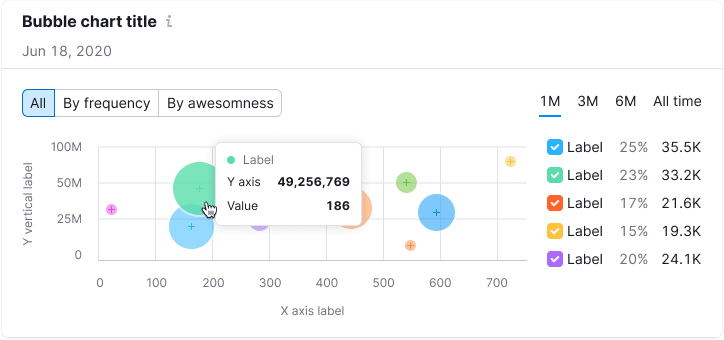 Bubble chart title i
Jun 18, 2020
All By frequency By awesomness
1M 3M 6M All time
Y vertical label
100M
50M
25M
0
Label
Y axis 49,256,769
Value 186
0 100 200 300 400 500 600 700
X axis label
Label 25% 35.5K
Label 23% 33.2K
Label 17% 21.6K
Label 15% 19.3K
Label 20% 24.1K